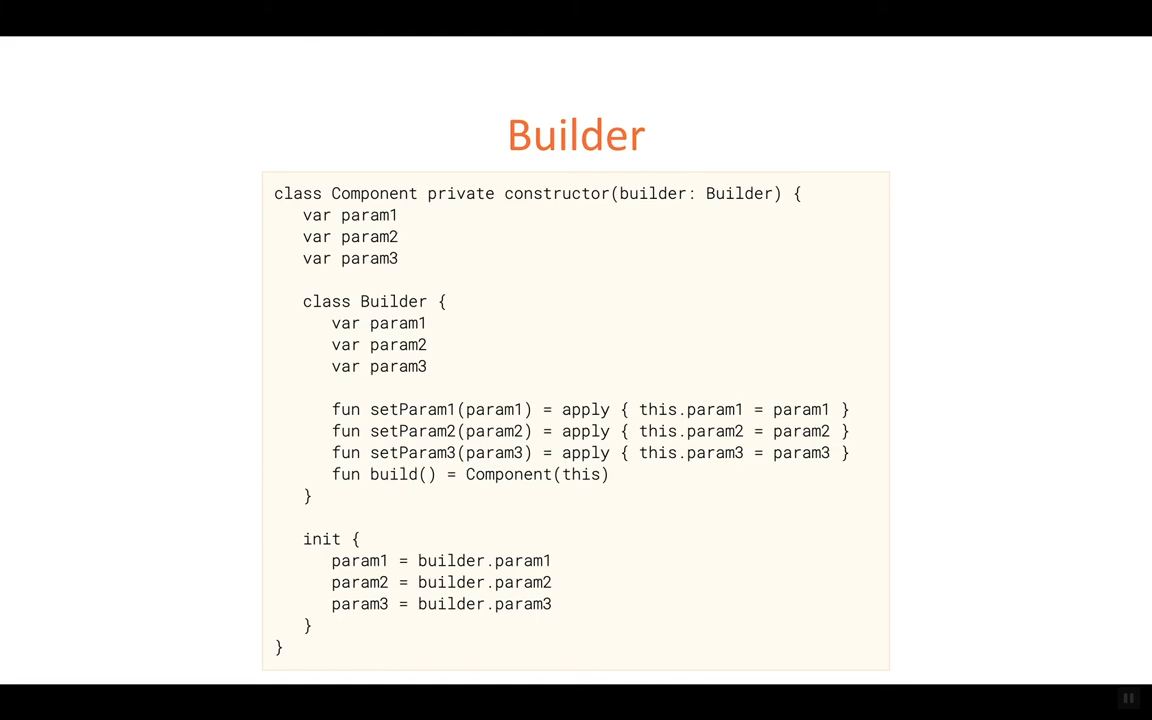 Builder
class Component private constructor(builder: Builder) {
var param1
var param2
var param3
class Builder {
var param1
var param2
var param3
fun setParam1(param1) = apply { this.param1 = param1 }
fun setParam2(param2) = apply { this.param2 = param2 }
fun setParam3(param3) = apply { this.param3 = param3 }
fun build() = Component(this)
}
init {
param1 = builder.param1
param2 = builder.param2
param3 = builder.param3
}
}